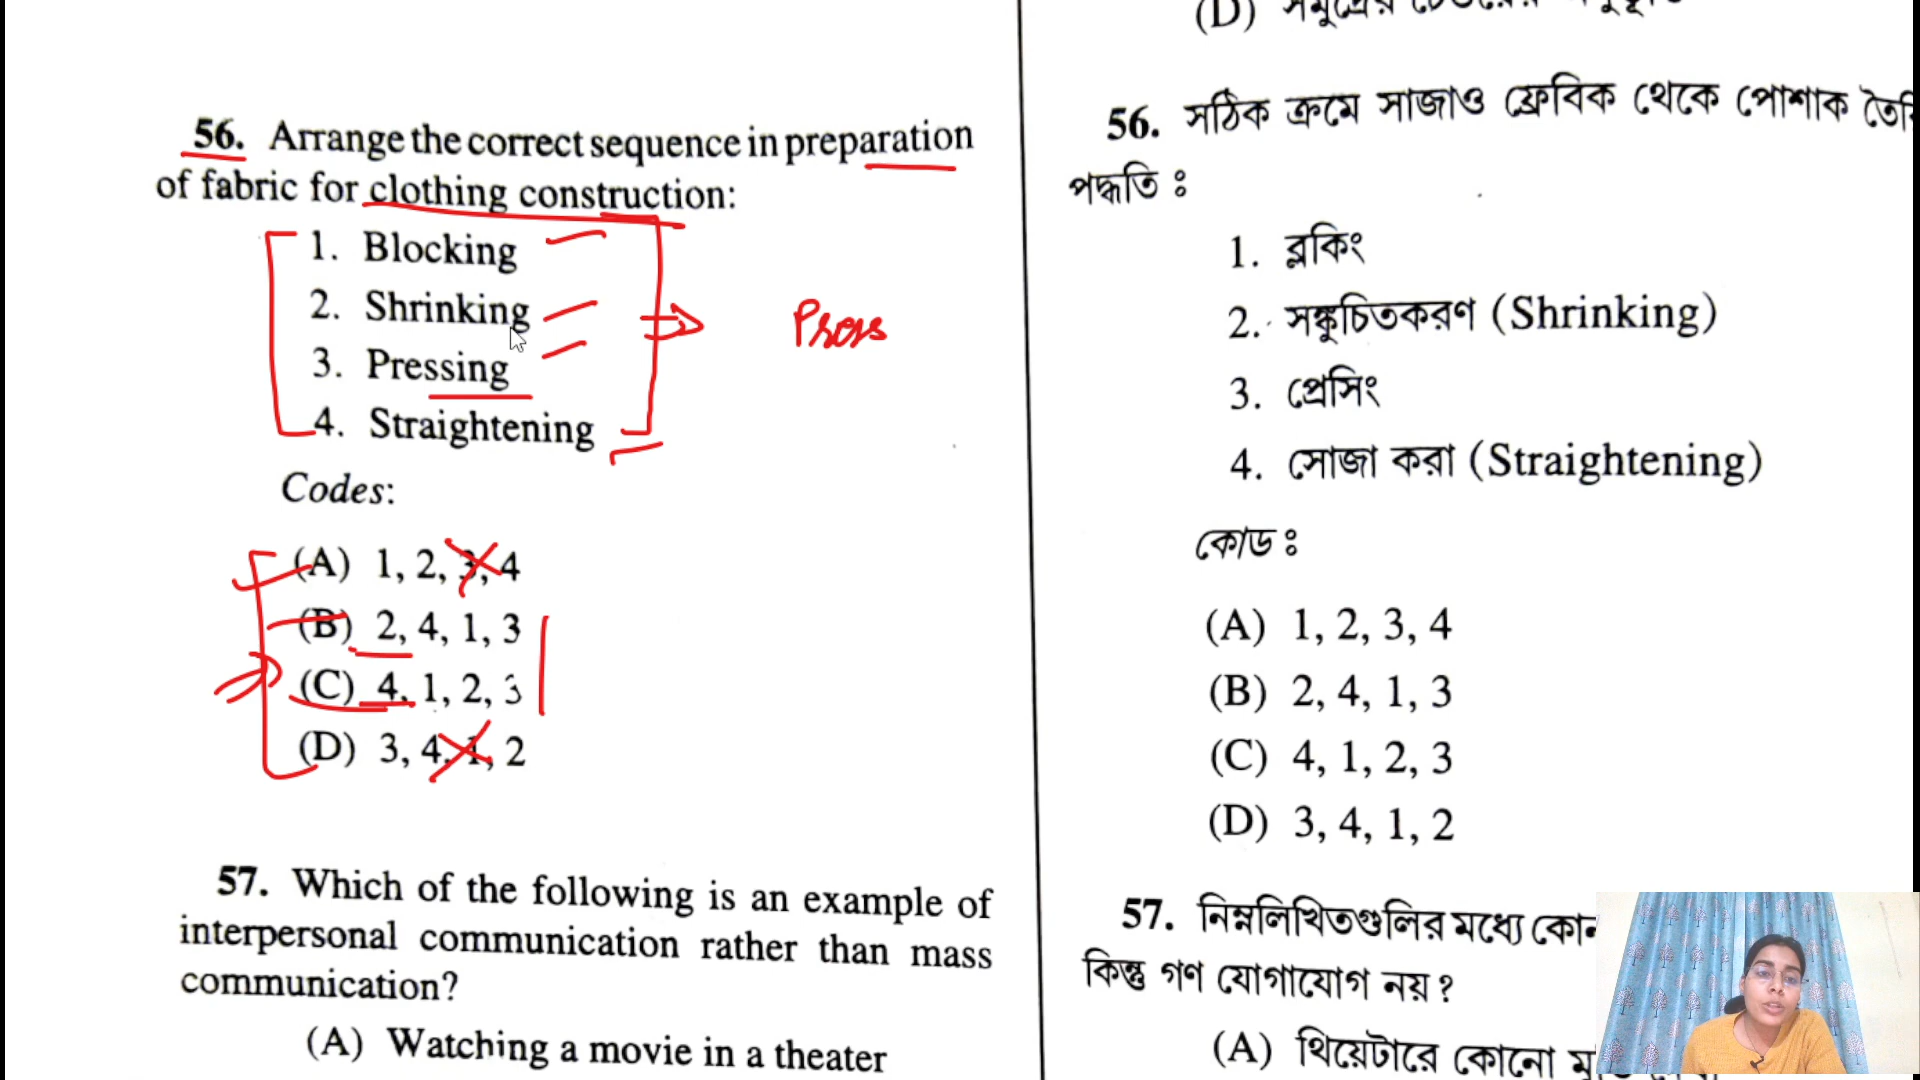 56. Arrange the correct sequence in preparation
of fabric for clothing construction:
1. Blocking
2. Shrinking
3. Pressing
4. Straightening
Codes:
(A) 1, 2, 3, 4
(B) 2, 4, 1, 3
(C) 4, 1, 2, 3
(D) 3, 4, 1, 2
57. Which of the following is an example of
interpersonal communication rather than mass
communication?
(A) Watching a movie in a theater
(D) সমুদ্রের
56. সঠিক ক্রমে সাজাও ফ্রেবিক থেকে পোশাক
পদ্ধতি ঃ
1. ব্লকিং
2. সঙ্কুচিতকরণ (Shrinking)
3. প্রেসিং
4. সোজা করা (Straightening)
কোড ঃ
(A) 1, 2, 3, 4
(B) 2, 4, 1, 3
(C) 4, 1, 2, 3
(D) 3, 4, 1, 2
57. নিম্নলিখিতগুলির মধ্যে
কিন্তু গণ যোগাযোগ নয় ?
(A) থিয়েটারে কোনো